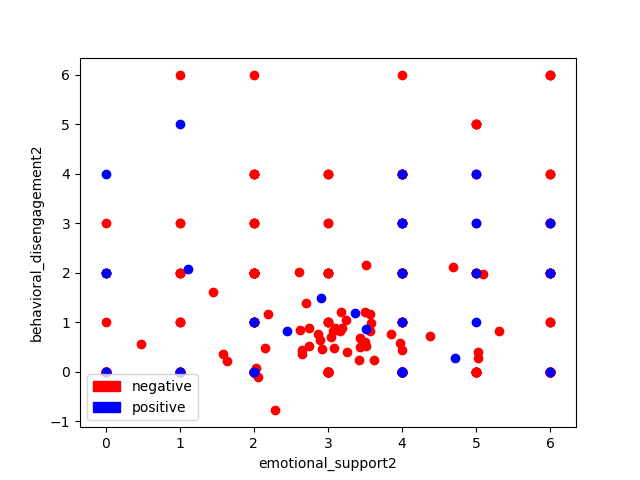 6
5
4
3
2
1
0
−1
behavioral_disengagement2
negative
positive
0 1 2 3 4 5 6
emotional_support2